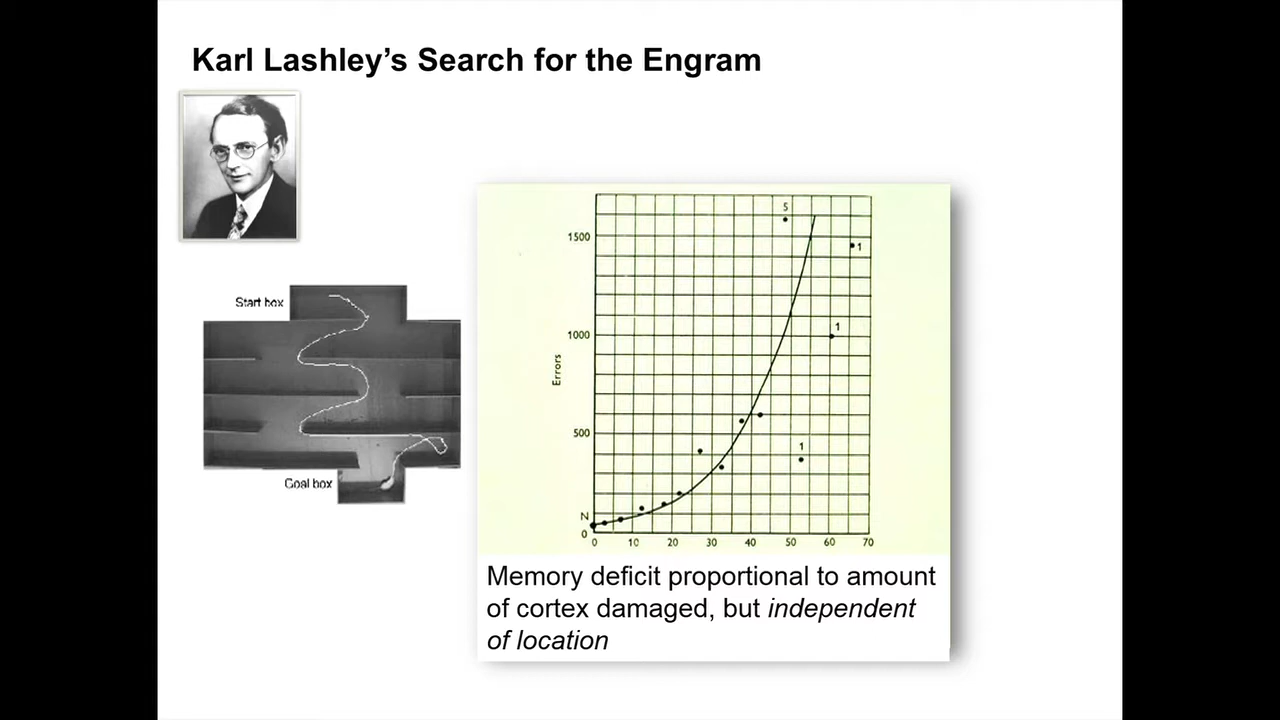 Karl Lashley’s Search for the Engram
Start box
Goal box
5
1500
1
1
1000
Errors
500
1
N
0
0 10 20 30 40 50 60 70
Memory deficit proportional to amount
of cortex damaged, but independent
of location